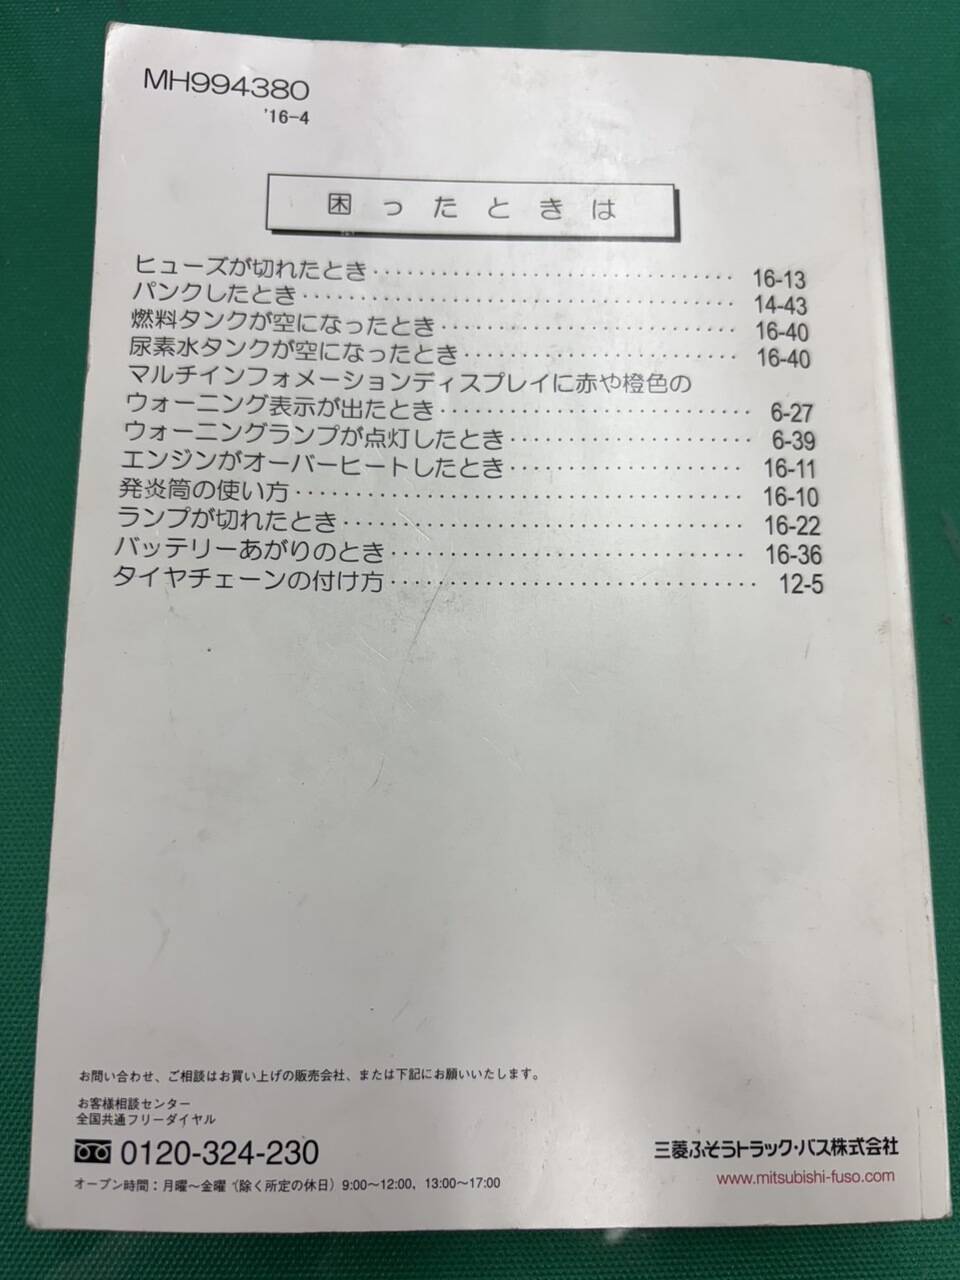 MH994380
'16-4
困ったときは
ヒューズが切れたとき 16-13
パンクしたとき 14-43
燃料タンクが空になったとき 16-40
尿素水タンクが空になったとき 16-40
マルチインフォメーションディスプレイに赤や橙色の
ウォーニング表示が出たとき 6-27
ウォーニングランプが点灯したとき 6-39
エンジンがオーバーヒートしたとき 16-11
発炎筒の使い方 16-10
ランプが切れたとき 16-22
バッテリーあがりのとき 16-36
タイヤチェーンの付け方 12-5
お問い合わせ、ご相談はお買い上げの販売会社、または下記にお願いいたします。
お客様相談センター
全国共通フリーダイヤル
0120-324-230
オープン時間：月曜～金曜（除く所定の休日）9:00～12:00, 13:00～17:00
三菱ふそうトラック・バス株式会社
www.mitsubishi-fuso.com